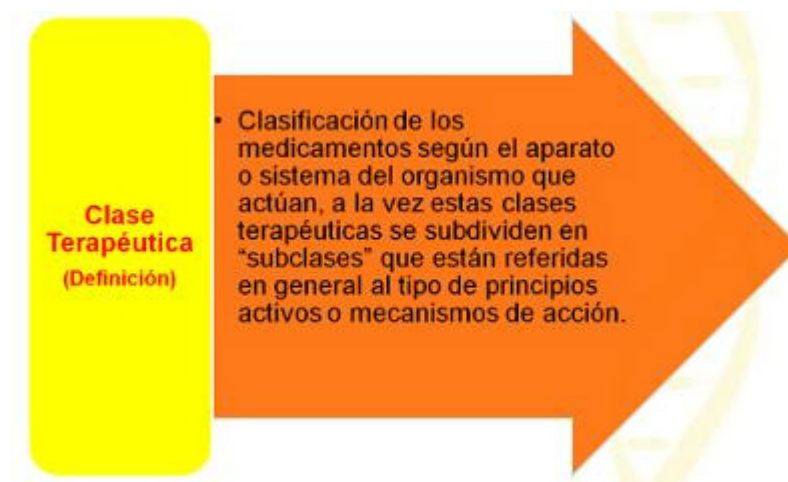 Clase
Terapéutica
(Definición)
• Clasificación de los
medicamentos según el aparato
o sistema del organismo que
actúan, a la vez estas clases
terapéuticas se subdividen en
“subclases” que están referidas
en general al tipo de principios
activos o mecanismos de acción.